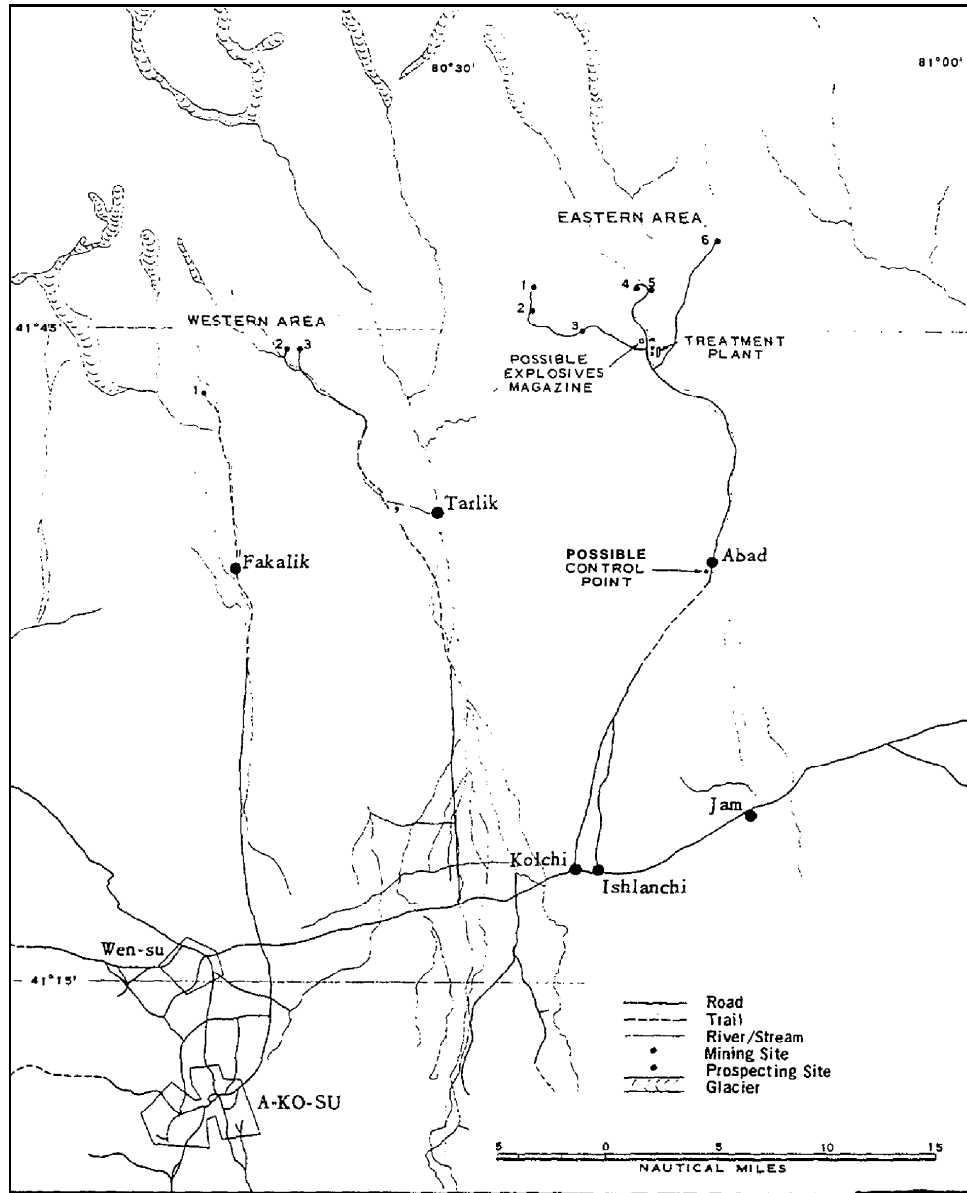 80°30'
81°00'
EASTERN AREA
6
1
4
5
2
3
41°45'
WESTERN AREA
2
3
TREATMENT
PLANT
POSSIBLE
EXPLOSIVES
MAGAZINE
1
Tarlik
POSSIBLE
CONTROL
POINT
Abad
Fakalik
Jam
Kolchi
Ishlanchi
Wen-su
41°15'
Road
Trail
River/Stream
Mining Site
Prospecting Site
Glacier
A-KO-SU
5
0
5
10
15
NAUTICAL MILES